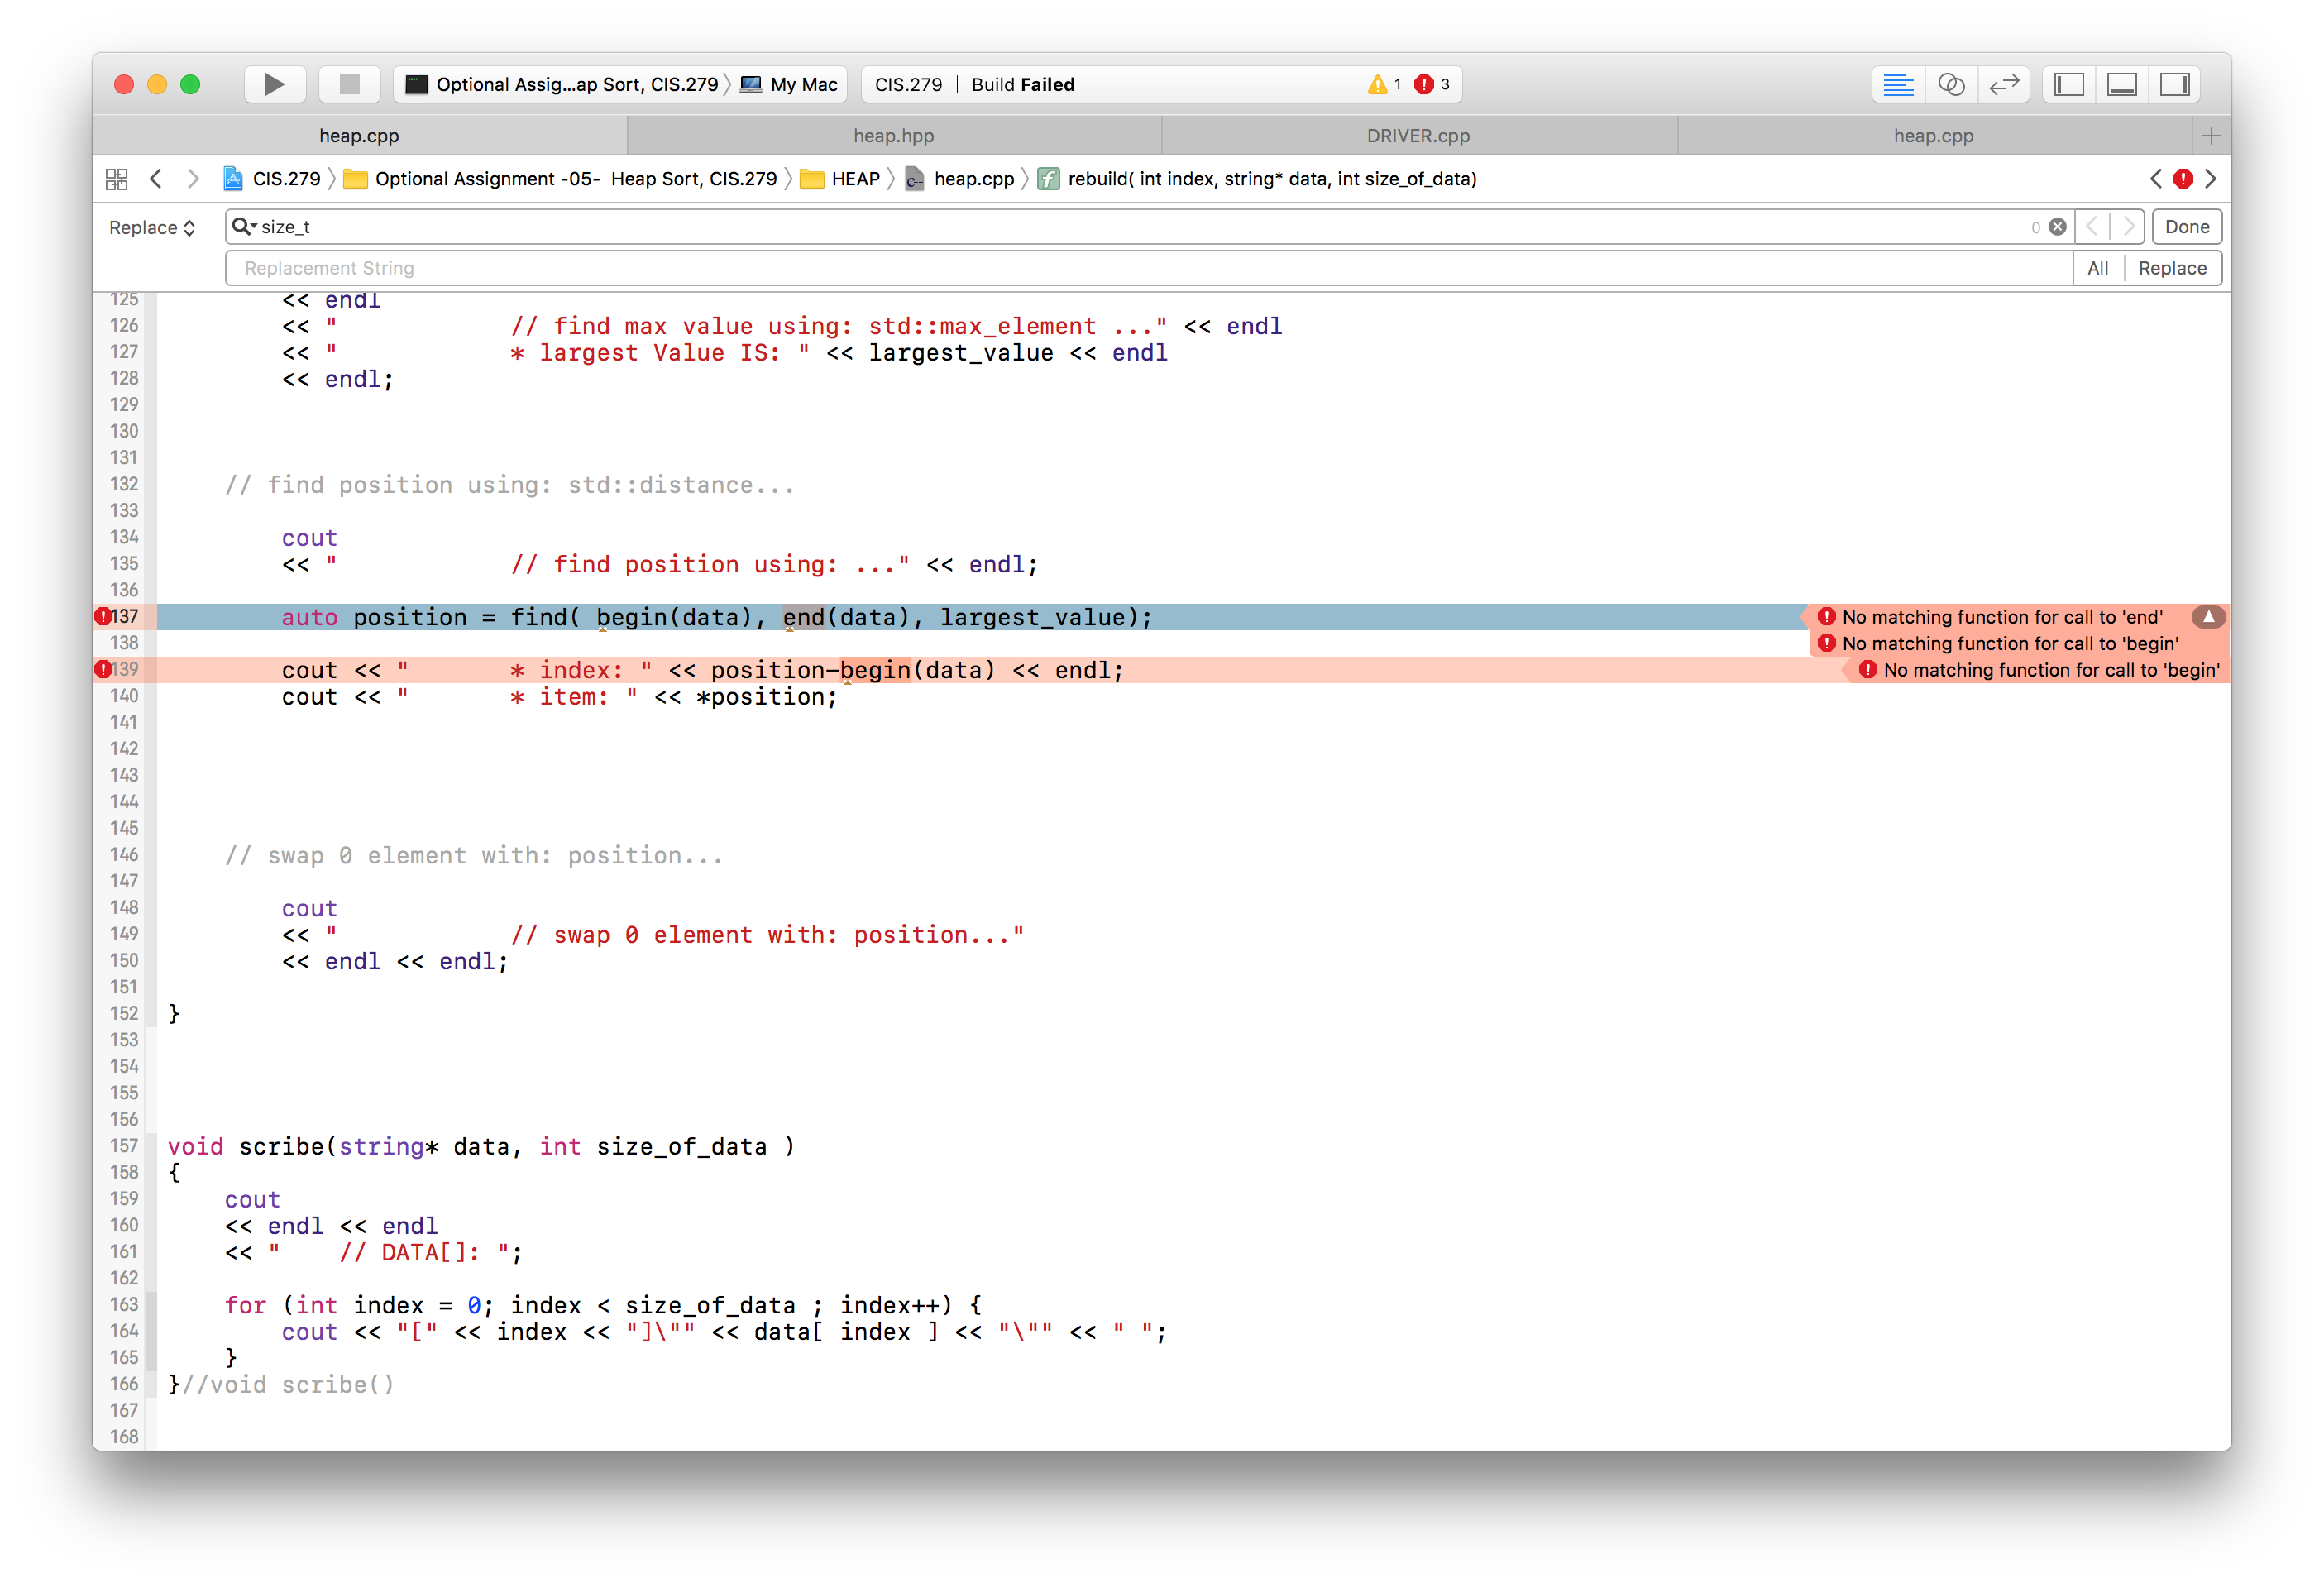 Optional Assig...ap Sort, CIS.279 〉 My Mac
CIS.279 | Build Failed
1
3
heap.cpp
heap.hpp
DRIVER.cpp
heap.cpp
CIS.279 〉 Optional Assignment -05-  Heap Sort, CIS.279 〉 HEAP 〉 heap.cpp 〉 f rebuild( int index, string* data, int size_of_data)
Replace
size_t
0
Done
Replacement String
All
Replace
125         << endl
126         << "            // find max value using: std::max_element ..." << endl
127         << "            * largest Value IS: " << largest_value << endl
128         << endl;
129
130
131
132     // find position using: std::distance...
133
134         cout
135         << "            // find position using: ..." << endl;
136
137         auto position = find( begin(data), end(data), largest_value);
No matching function for call to 'end'
138
No matching function for call to 'begin'
139         cout << "       * index: " << position-begin(data) << endl;
No matching function for call to 'begin'
140         cout << "       * item: " << *position;
141
142
143
144
145
146     // swap 0 element with: position...
147
148         cout
149         << "            // swap 0 element with: position..."
150         << endl << endl;
151
152 }
153
154
155
156
157 void scribe(string* data, int size_of_data )
158 {
159     cout
160     << endl << endl
161     << "    // DATA[]: ";
162
163     for (int index = 0; index < size_of_data ; index++) {
164         cout << "[" << index << "]\"" << data[ index ] << "\"" << " ";
165     }
166 }//void scribe()
167
168